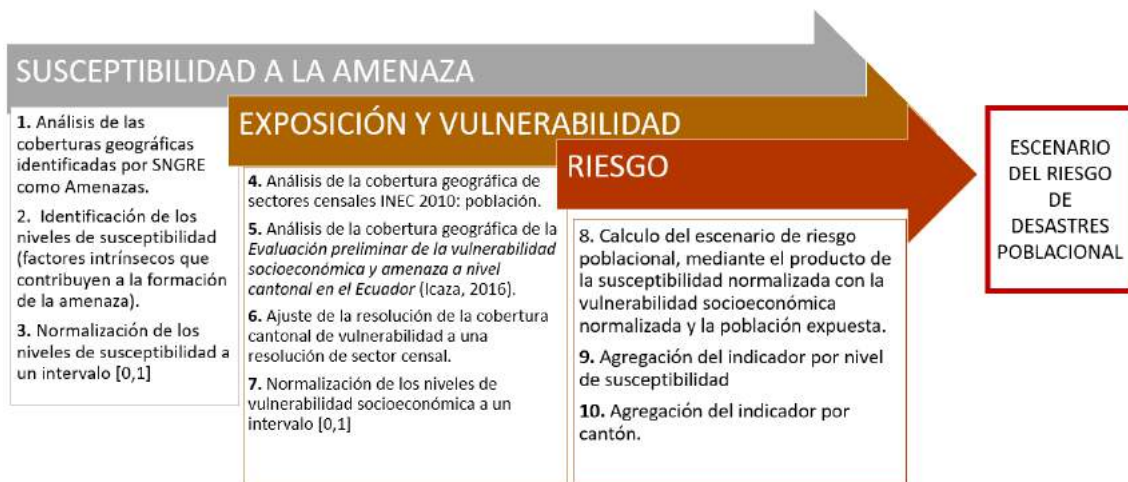 SUSCEPTIBILIDAD A LA AMENAZA
1. Análisis de las
coberturas geográficas
identificadas por SNGRE
como Amenazas.
2. Identificación de los
niveles de susceptibilidad
(factores intrínsecos que
contribuyen a la formación
de la amenaza).
3. Normalización de los
niveles de susceptibilidad a
un intervalo [0,1]
EXPOSICIÓN Y VULNERABILIDAD
4. Análisis de la cobertura geográfica de
sectores censales INEC 2010: población.
5. Análisis de la cobertura geográfica de la
Evaluación preliminar de la vulnerabilidad
socioeconómica y amenaza a nivel
cantonal en el Ecuador (Icaza, 2016).
6. Ajuste de la resolución de la cobertura
cantonal de vulnerabilidad a una
resolución de sector censal.
7. Normalización de los niveles de
vulnerabilidad socioeconómica a un
intervalo [0,1]
RIESGO
8. Calculo del escenario de riesgo
poblacional, mediante el producto de
la susceptibilidad normalizada con la
vulnerabilidad socioeconómica
normalizada y la población expuesta.
9. Agregación del indicador por nivel
de susceptibilidad
10. Agregación del indicador por
cantón.
ESCENARIO
DEL RIESGO
DE
DESASTRES
POBLACIONAL